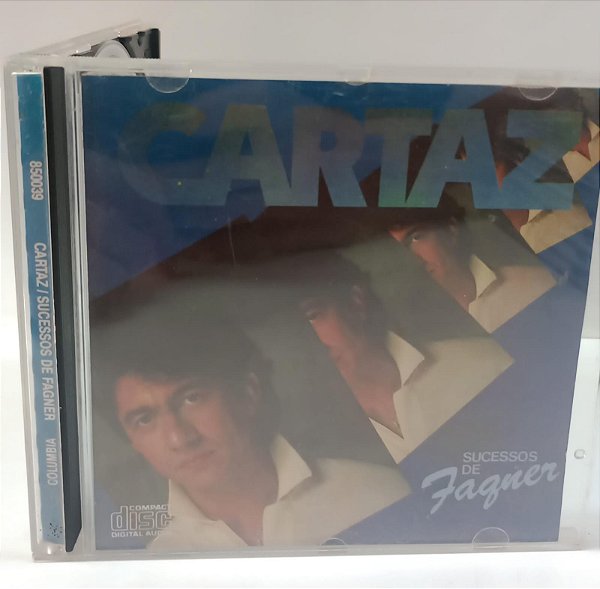 CARTAZ
SUCESSOS
DE
Fagner
COMPACT
disc
DIGITAL AUDIO
850039 CARTAZ / SUCESSOS DE FAGNER COLUMBIA